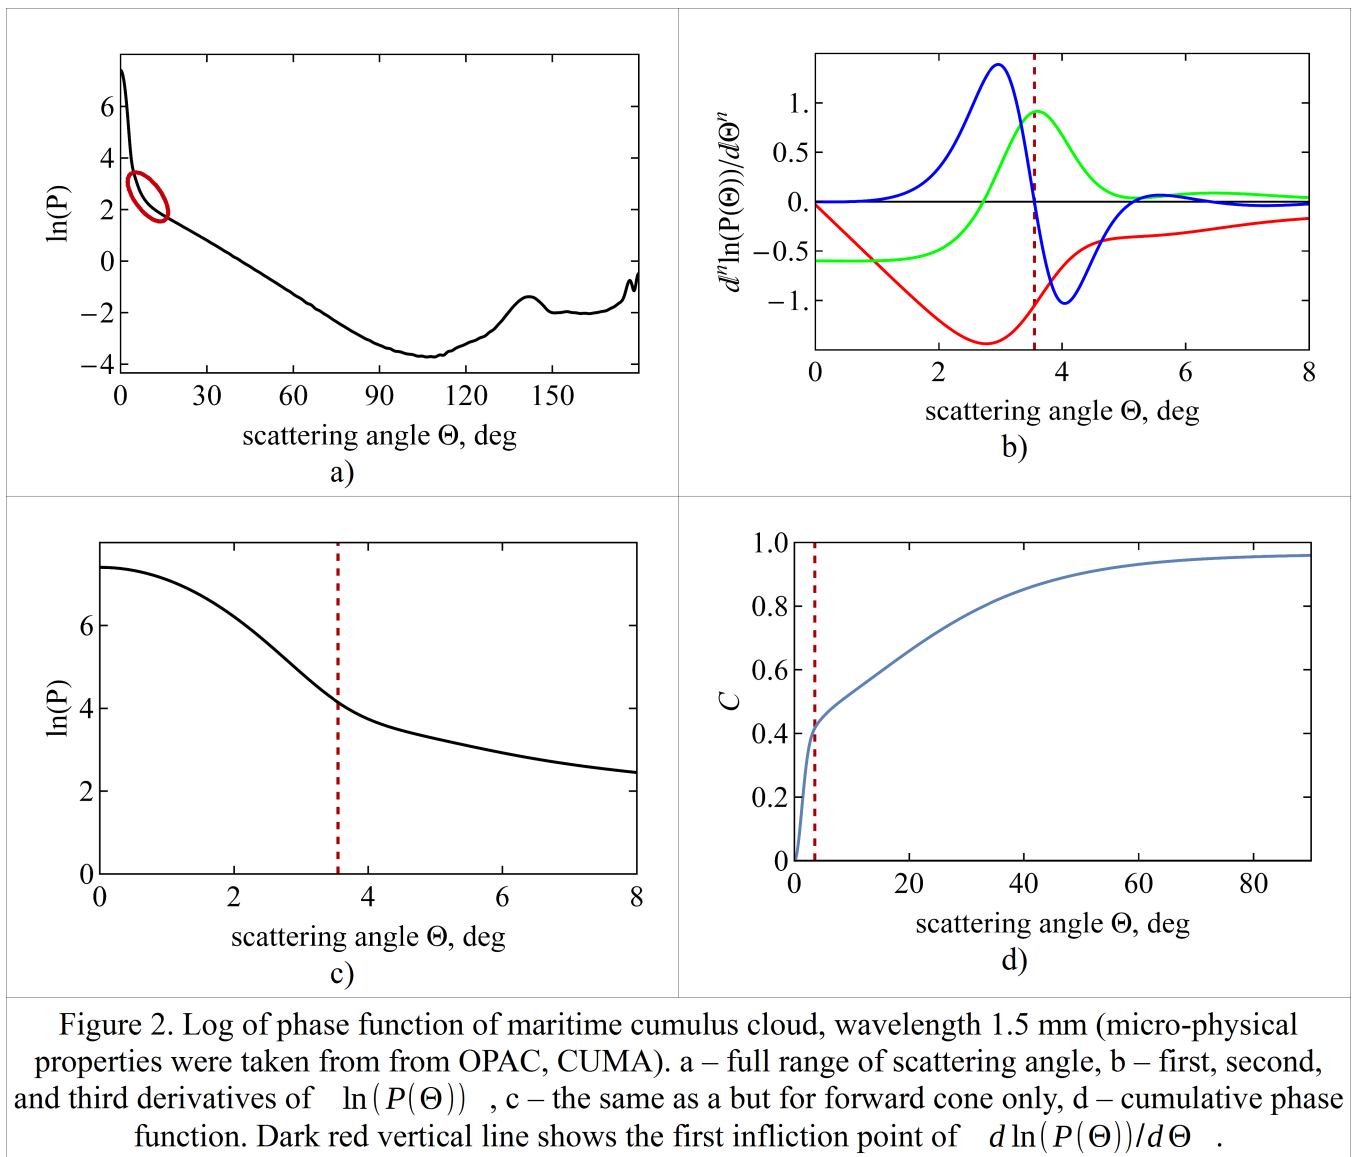 6
4
2
0
−2
−4
ln(P)
0 30 60 90 120 150
scattering angle Θ, deg
a)
1.
0.5
0.
−0.5
−1.
dⁿln(P(Θ))/dΘⁿ
0 2 4 6 8
scattering angle Θ, deg
b)
6
4
2
0
ln(P)
0 2 4 6 8
scattering angle Θ, deg
c)
1.0
0.8
0.6
0.4
0.2
0
C
0 20 40 60 80
scattering angle Θ, deg
d)
Figure 2. Log of phase function of maritime cumulus cloud, wavelength 1.5 mm (micro-physical
properties were taken from from OPAC, CUMA). a – full range of scattering angle, b – first, second,
and third derivatives of ln(P(Θ)) , c – the same as a but for forward cone only, d – cumulative phase
function. Dark red vertical line shows the first infliction point of d ln(P(Θ))/d Θ .